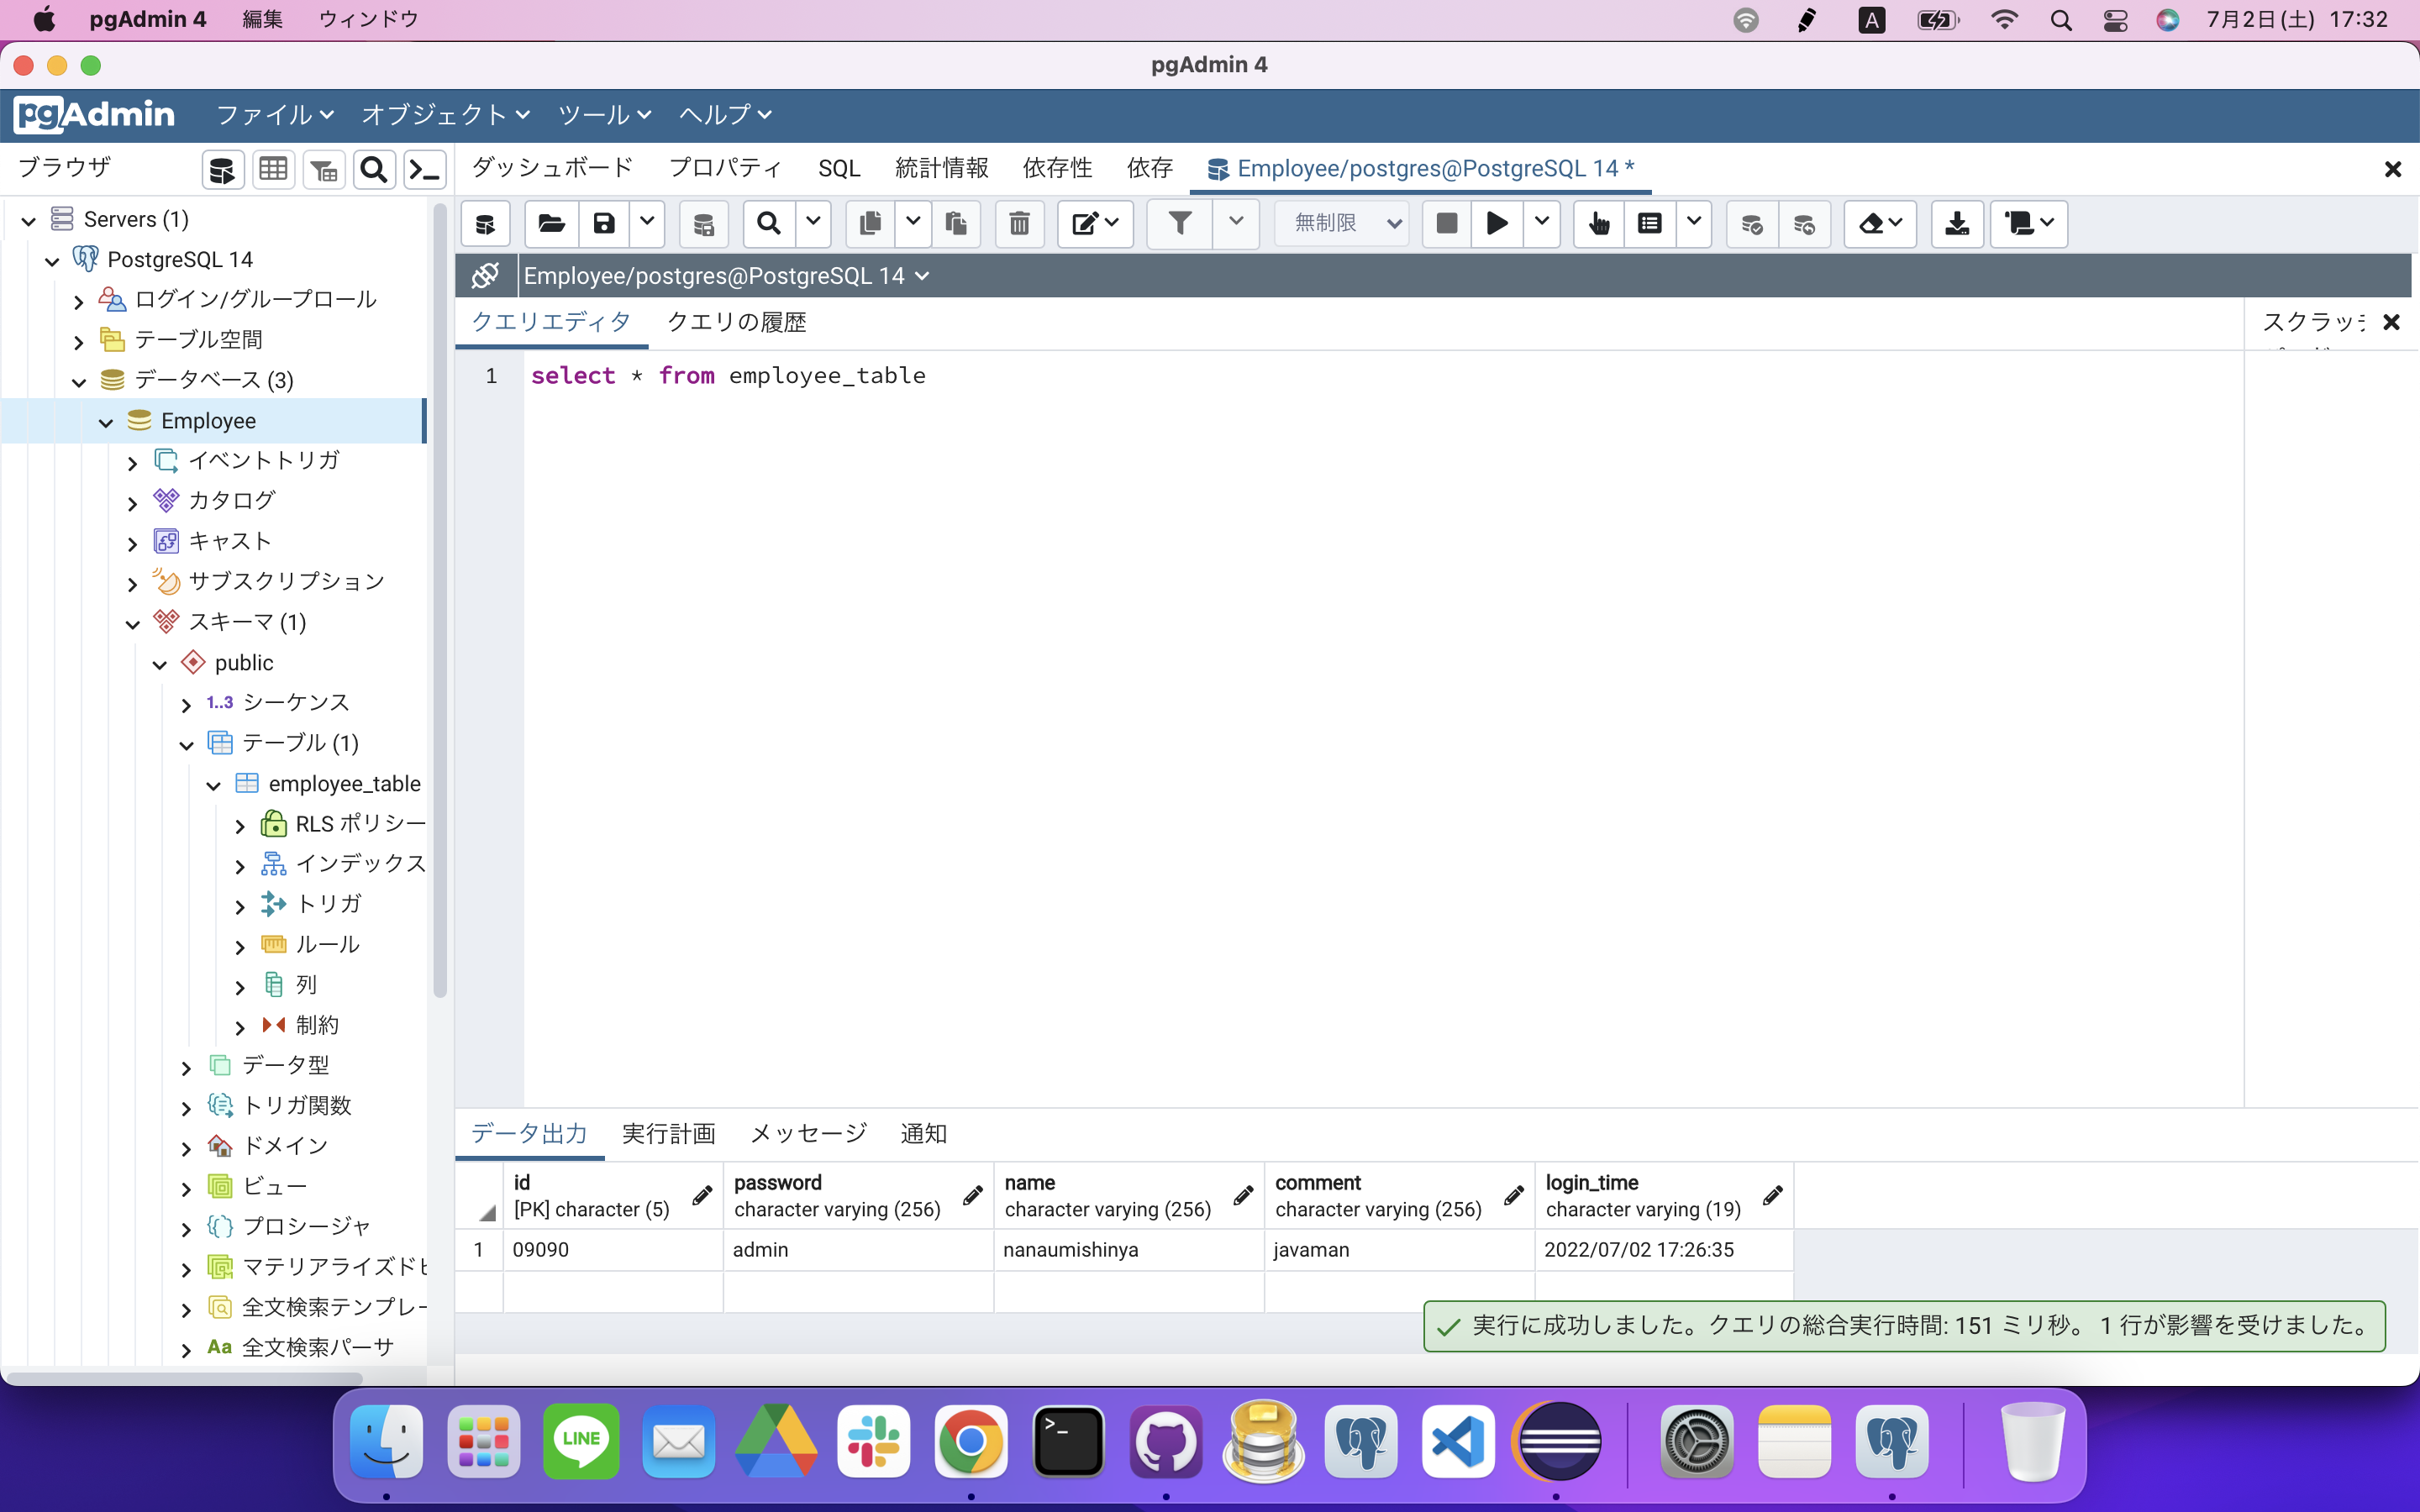 pgAdmin 4 編集 ウィンドウ A 7月2日(土) 17:32
pgAdmin 4
pgAdmin ファイル オブジェクト ツール ヘルプ
ブラウザ ダッシュボード プロパティ SQL 統計情報 依存性 依存 Employee/postgres@PostgreSQL 14 *
無制限
Employee/postgres@PostgreSQL 14
クエリエディタ クエリの履歴
1 select * from employee_table
Servers (1)
PostgreSQL 14
ログイン/グループロール
テーブル空間
データベース (3)
Employee
イベントトリガ
カタログ
キャスト
サブスクリプション
スキーマ (1)
public
1..3 シーケンス
テーブル (1)
employee_table
RLS ポリシー
インデックス
トリガ
ルール
列
制約
データ型
トリガ関数
ドメイン
ビュー
プロシージャ
マテリアライズド
全文検索テンプレー
Aa 全文検索パーサ
データ出力 実行計画 メッセージ 通知
id password name comment login_time
[PK] character (5) character varying (256) character varying (256) character varying (256) character varying (19)
1 09090 admin nanaumishinya javaman 2022/07/02 17:26:35
実行に成功しました。クエリの総合実行時間: 151 ミリ秒。 1 行が影響を受けました。
LINE